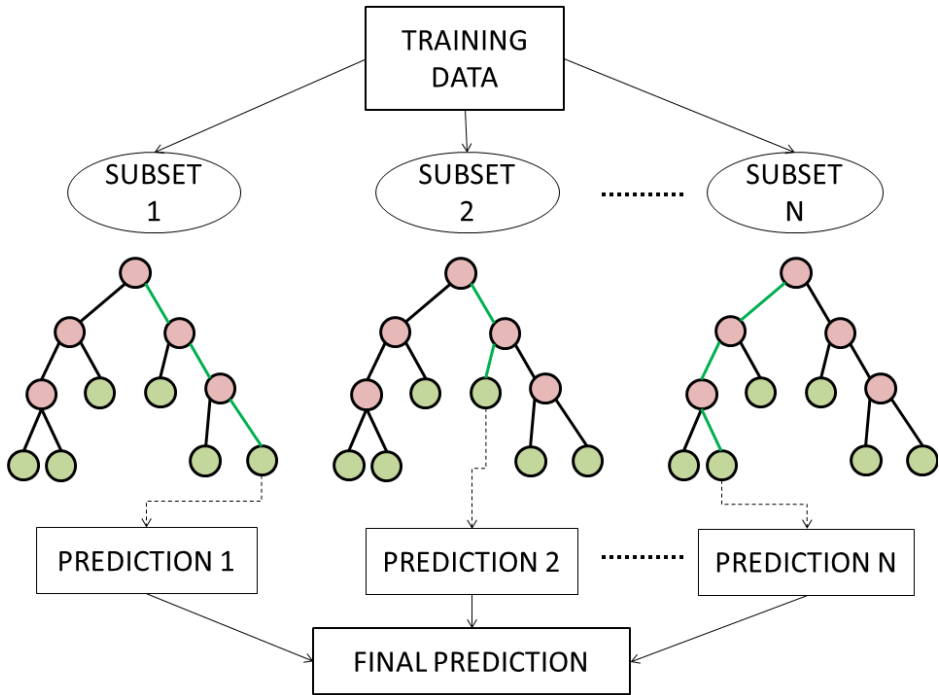 TRAINING
DATA
SUBSET
1
SUBSET
2
SUBSET
N
PREDICTION 1
PREDICTION 2
PREDICTION N
FINAL PREDICTION